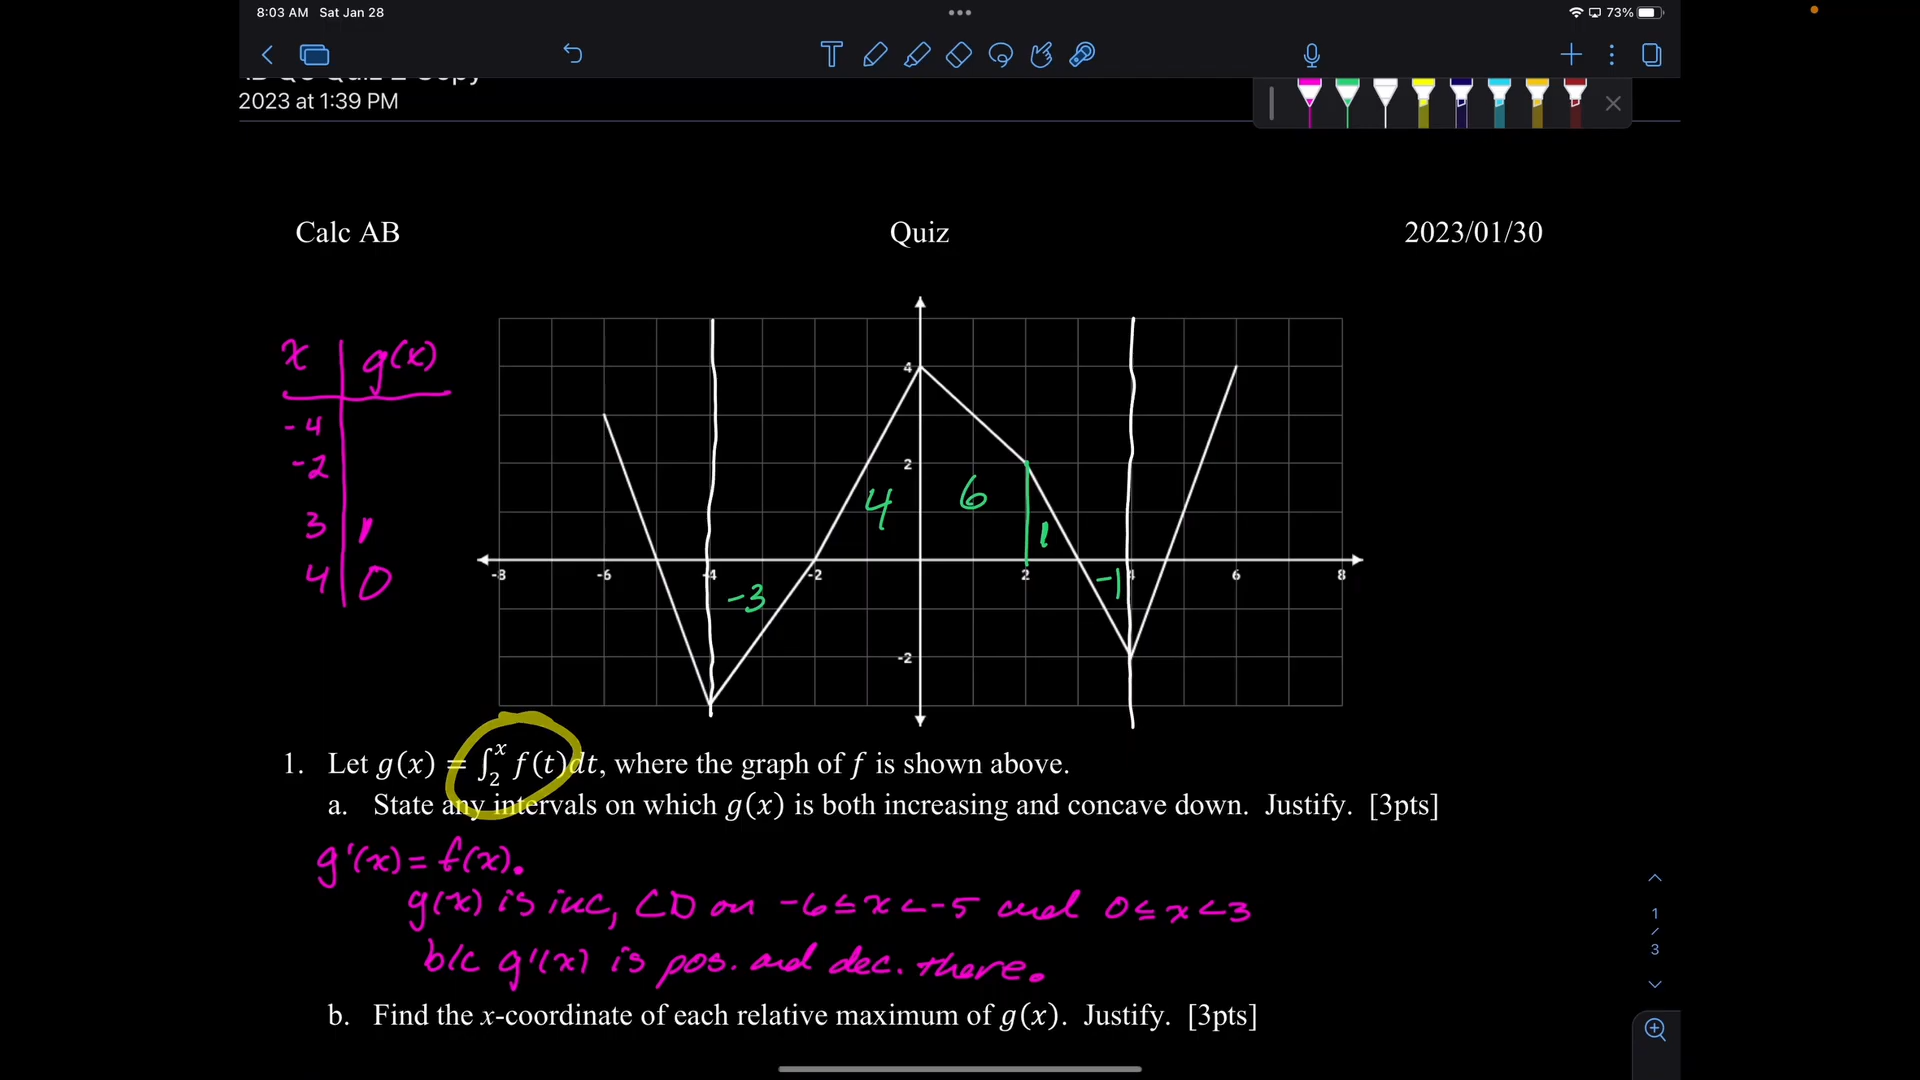 8:03 AM Sat Jan 28
73%
2023 at 1:39 PM
Calc AB Quiz 2023/01/30
x g(x)
-4
-2
3 1
4 0
4
2
-2
-8 -6 -4 -2 2 4 6 8
4 6 1
-3 -1
1. Let g(x) = ∫₂ˣ f(t)dt, where the graph of f is shown above.
a. State any intervals on which g(x) is both increasing and concave down. Justify. [3pts]
g'(x) = f(x).
g(x) is inc, CD on -6≤x<-5 and 0≤x<3
b/c g'(x) is pos. and dec. there.
b. Find the x-coordinate of each relative maximum of g(x). Justify. [3pts]
1
/
3